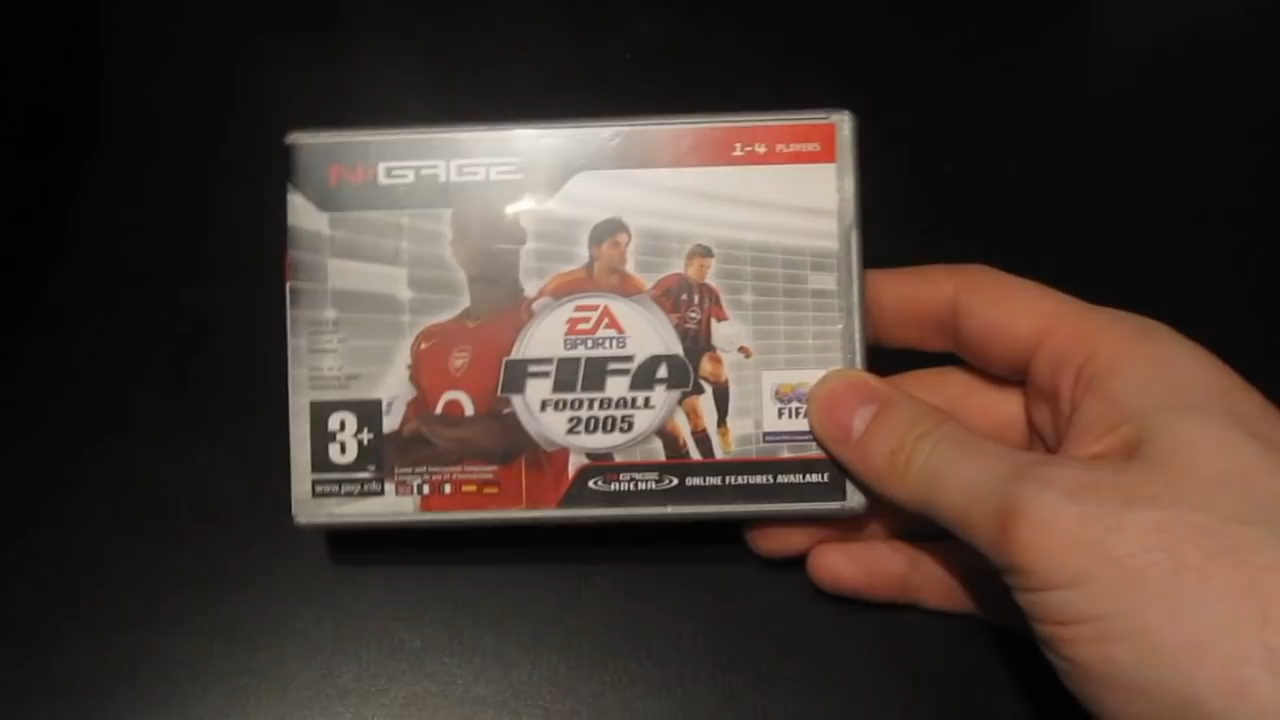 N·GAGE
1-4 PLAYERS
EA
SPORTS
FIFA
FOOTBALL
2005
3+
www.pegi.info
FIFA
N·GAGE
ARENA
ONLINE FEATURES AVAILABLE